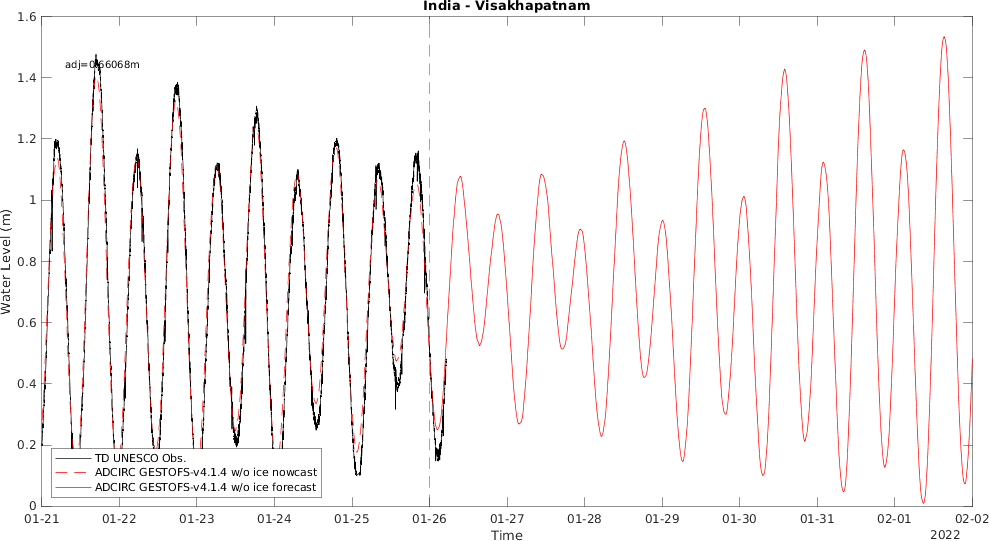 India - Visakhapatnam
1.6
1.4
1.2
1
0.8
0.6
0.4
0.2
0
Water Level (m)
adj=0.66068m
TD UNESCO Obs.
ADCIRC GESTOFS-v4.1.4 w/o ice nowcast
ADCIRC GESTOFS-v4.1.4 w/o ice forecast
01-21 01-22 01-23 01-24 01-25 01-26 01-27 01-28 01-29 01-30 01-31 02-01 02-02
Time
2022